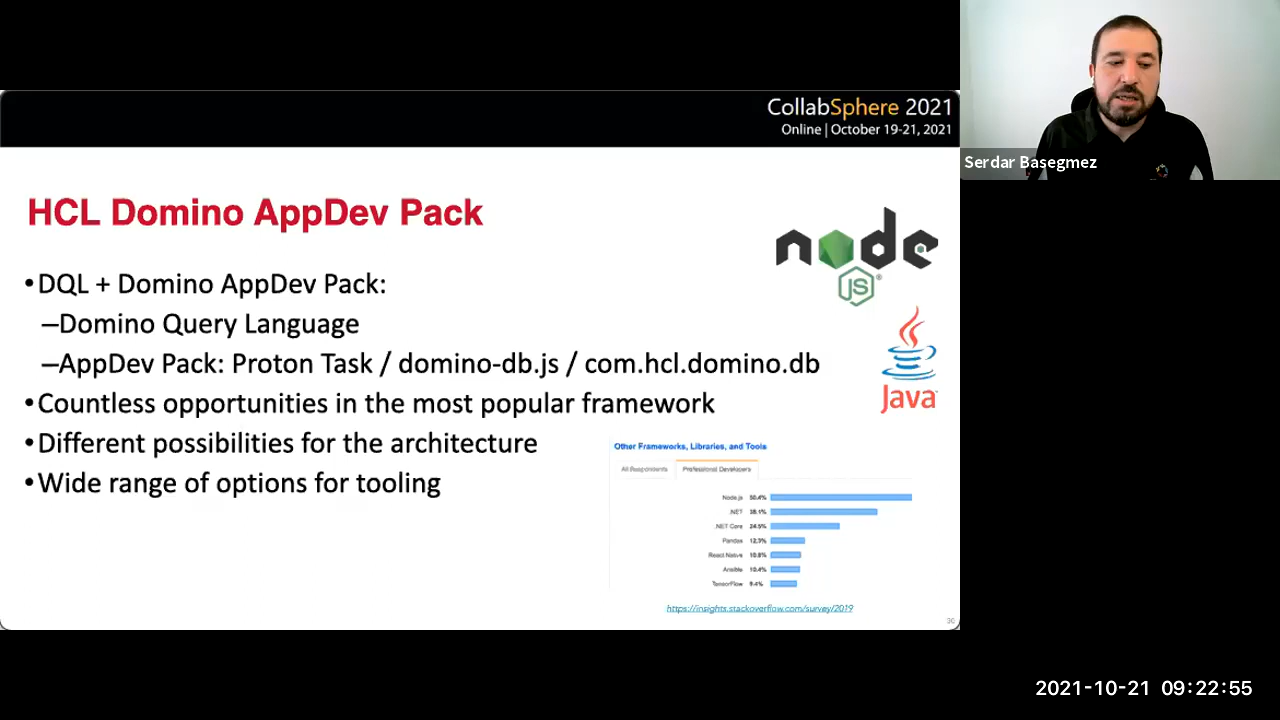 CollabSphere 2021
Online | October 19-21, 2021
Serdar Basegmez
HCL Domino AppDev Pack
node
JS
®
•DQL + Domino AppDev Pack:
–Domino Query Language
–AppDev Pack: Proton Task / domino-db.js / com.hcl.domino.db
Java
•Countless opportunities in the most popular framework
•Different possibilities for the architecture
•Wide range of options for tooling
Other Frameworks, Libraries, and Tools
All Respondents Professional Developers
Node.js 50.4%
.NET 38.1%
.NET Core 24.5%
Pandas 12.3%
React Native 10.8%
Ansible 10.4%
TensorFlow 9.4%
https://insights.stackoverflow.com/survey/2019
36
2021-10-21 09:22:55